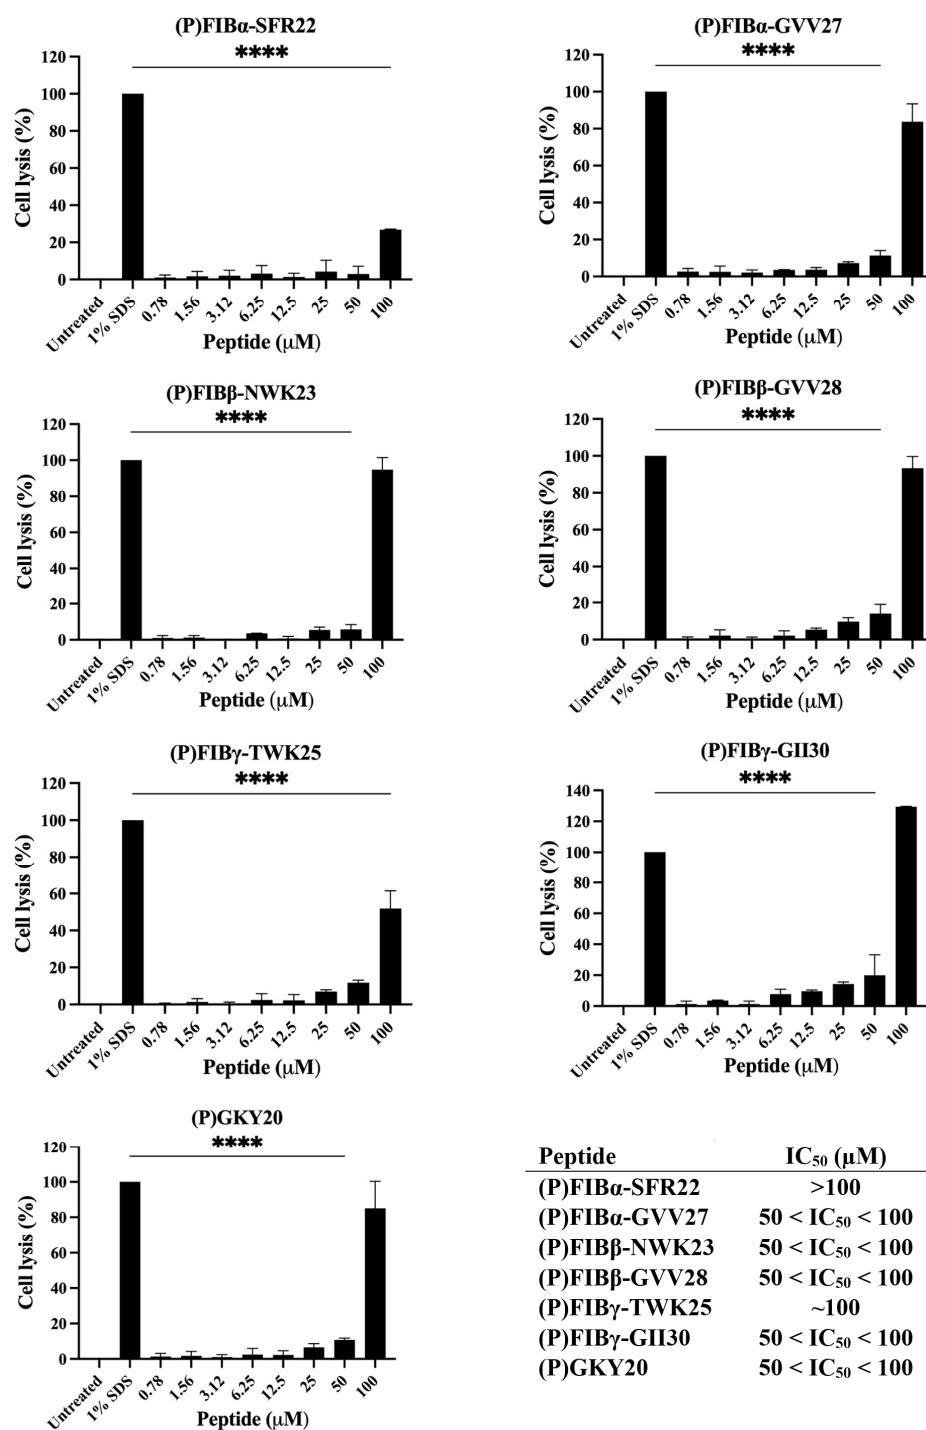 (P)FIBα-SFR22
****
120
100
80
60
40
20
0
Cell lysis (%)
Untreated
1% SDS
0.78
1.56
3.12
6.25
12.5
25
50
100
Peptide (μM)
(P)FIBα-GVV27
****
120
100
80
60
40
20
0
Cell lysis (%)
Untreated
1% SDS
0.78
1.56
3.12
6.25
12.5
25
50
100
Peptide (μM)
(P)FIBβ-NWK23
****
120
100
80
60
40
20
0
Cell lysis (%)
Untreated
1% SDS
0.78
1.56
3.12
6.25
12.5
25
50
100
Peptide (μM)
(P)FIBβ-GVV28
****
120
100
80
60
40
20
0
Cell lysis (%)
Untreated
1% SDS
0.78
1.56
3.12
6.25
12.5
25
50
100
Peptide (μM)
(P)FIBγ-TWK25
****
120
100
80
60
40
20
0
Cell lysis (%)
Untreated
1% SDS
0.78
1.56
3.12
6.25
12.5
25
50
100
Peptide (μM)
(P)FIBγ-GII30
****
140
120
100
80
60
40
20
0
Cell lysis (%)
Untreated
1% SDS
0.78
1.56
3.12
6.25
12.5
25
50
100
Peptide (μM)
(P)GKY20
****
120
100
80
60
40
20
0
Cell lysis (%)
Untreated
1% SDS
0.78
1.56
3.12
6.25
12.5
25
50
100
Peptide (μM)
Peptide IC₅₀ (μM)
(P)FIBα-SFR22 >100
(P)FIBα-GVV27 50 < IC₅₀ < 100
(P)FIBβ-NWK23 50 < IC₅₀ < 100
(P)FIBβ-GVV28 50 < IC₅₀ < 100
(P)FIBγ-TWK25 ~100
(P)FIBγ-GII30 50 < IC₅₀ < 100
(P)GKY20 50 < IC₅₀ < 100